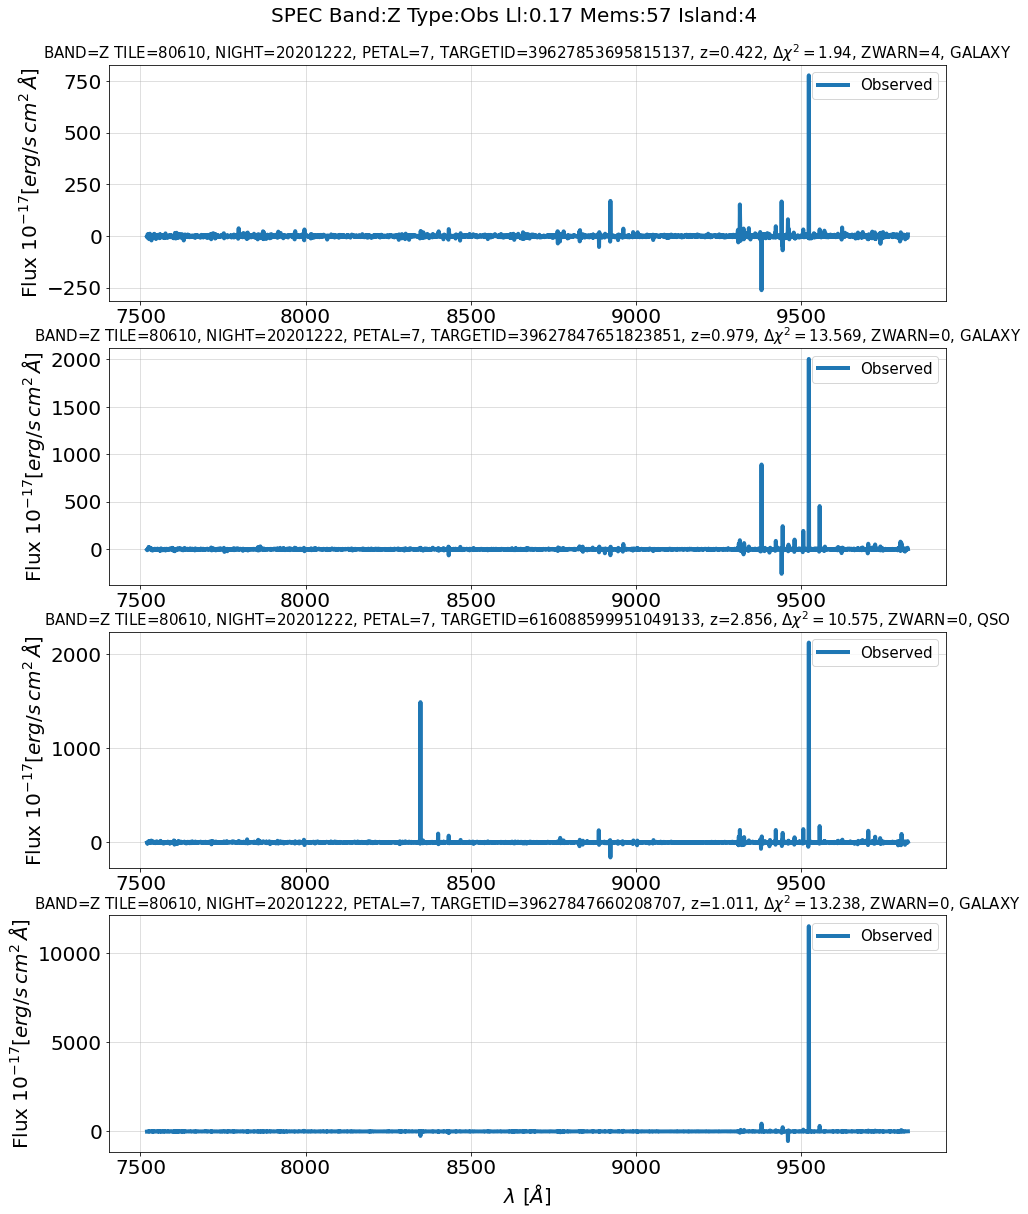 SPEC Band:Z Type:Obs Ll:0.17 Mems:57 Island:4
BAND=Z TILE=80610, NIGHT=20201222, PETAL=7, TARGETID=39627853695815137, z=0.422, Δχ² = 1.94, ZWARN=4, GALAXY
Flux 10⁻¹⁷[erg/s cm² Å]
750
500
250
0
−250
Observed
7500 8000 8500 9000 9500
BAND=Z TILE=80610, NIGHT=20201222, PETAL=7, TARGETID=39627847651823851, z=0.979, Δχ² = 13.569, ZWARN=0, GALAXY
Flux 10⁻¹⁷[erg/s cm² Å]
2000
1500
1000
500
0
Observed
7500 8000 8500 9000 9500
BAND=Z TILE=80610, NIGHT=20201222, PETAL=7, TARGETID=616088599951049133, z=2.856, Δχ² = 10.575, ZWARN=0, QSO
Flux 10⁻¹⁷[erg/s cm² Å]
2000
1000
0
Observed
7500 8000 8500 9000 9500
BAND=Z TILE=80610, NIGHT=20201222, PETAL=7, TARGETID=39627847660208707, z=1.011, Δχ² = 13.238, ZWARN=0, GALAXY
Flux 10⁻¹⁷[erg/s cm² Å]
10000
5000
0
Observed
7500 8000 8500 9000 9500
λ [Å]